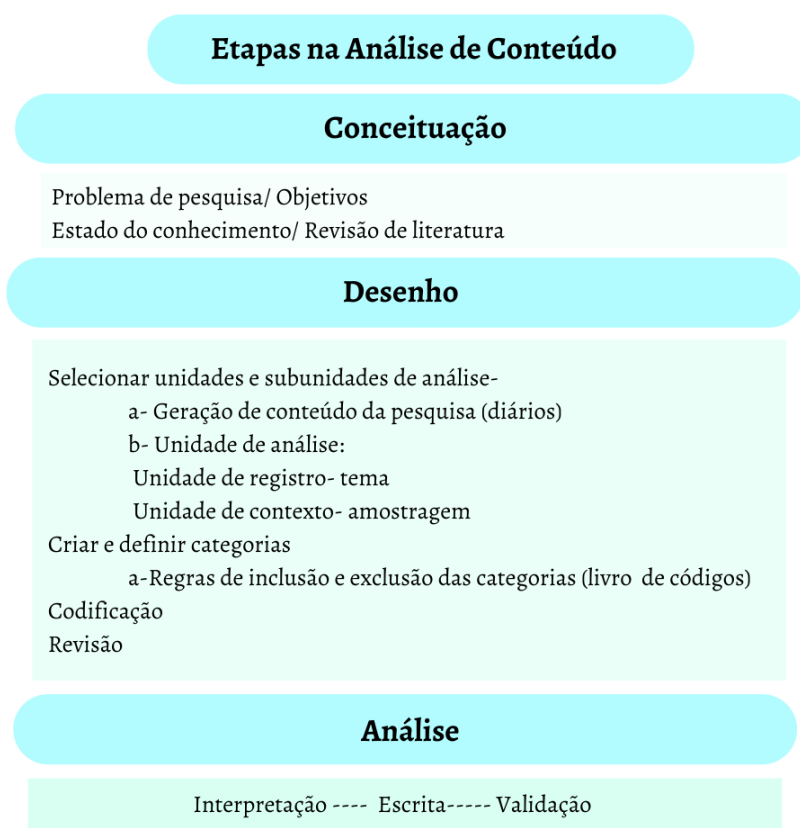 Etapas na Análise de Conteúdo
Conceituação
Problema de pesquisa/ Objetivos
Estado do conhecimento/ Revisão de literatura
Desenho
Selecionar unidades e subunidades de análise-
a- Geração de conteúdo da pesquisa (diários)
b- Unidade de análise:
Unidade de registro- tema
Unidade de contexto- amostragem
Criar e definir categorias
a-Regras de inclusão e exclusão das categorias (livro de códigos)
Codificação
Revisão
Análise
Interpretação ---- Escrita----- Validação